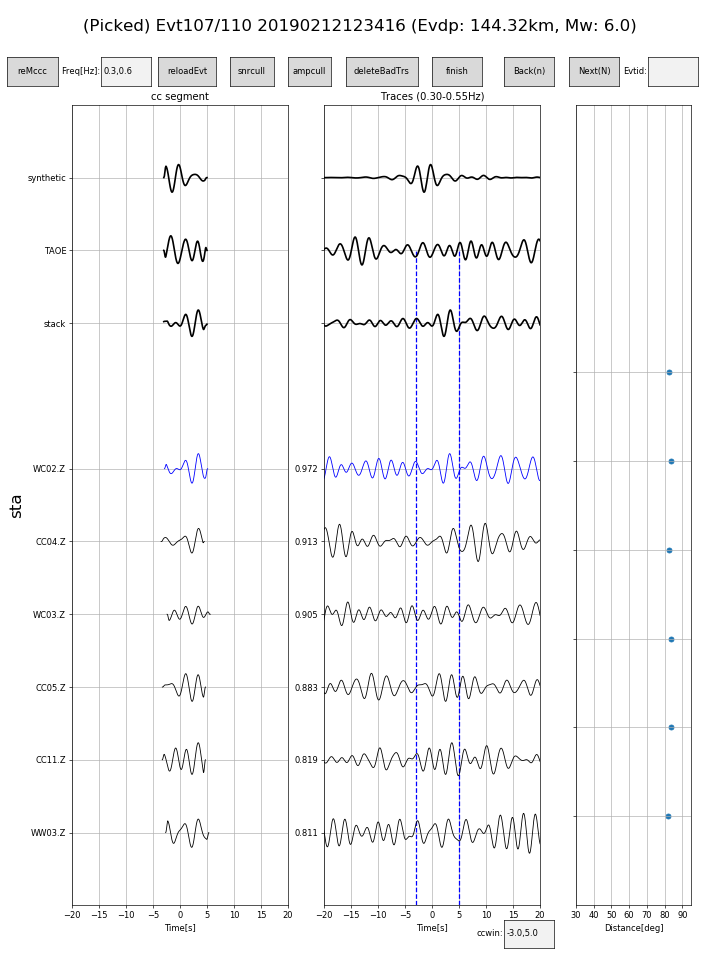 (Picked) Evt107/110 20190212123416 (Evdp: 144.32km, Mw: 6.0)
reMccc Freq[Hz]: 0.3,0.6 reloadEvt snrcull ampcull deleteBadTrs finish Back(n) Next(N) Evtid:
cc segment Traces (0.30-0.55Hz)
synthetic
TAOE
stack
WC02.Z 0.972
CC04.Z 0.913
WC03.Z 0.905
CC05.Z 0.883
CC11.Z 0.819
WW03.Z 0.811
sta
−20 −15 −10 −5 0 5 10 15 20 −20 −15 −10 −5 0 5 10 15 20 30 40 50 60 70 80 90
Time[s] Time[s] Distance[deg]
ccwin: -3.0,5.0